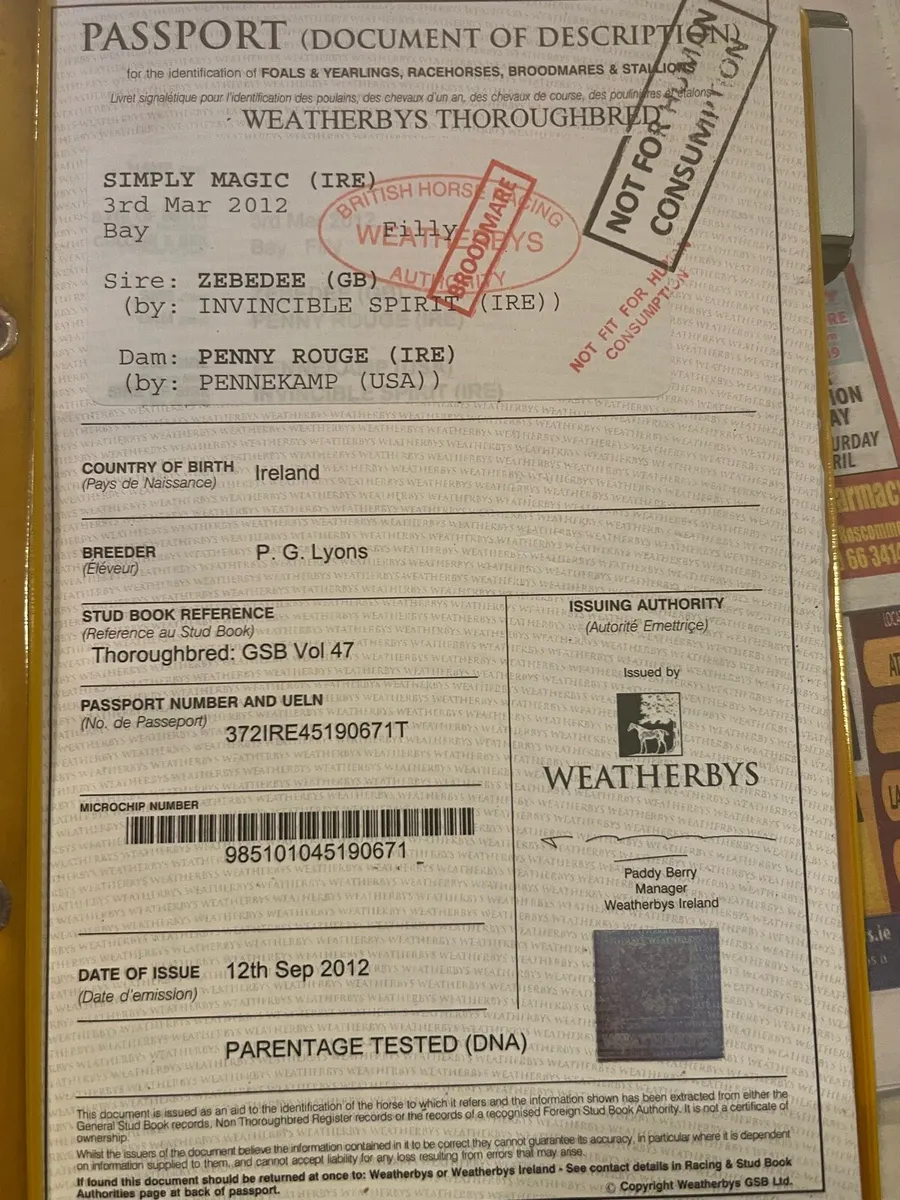 PASSPORT (DOCUMENT OF DESCRIPTION)
for the identification of FOALS & YEARLINGS, RACEHORSES, BROODMARES & STALLIONS
Livret signalétique pour l'identification des poulains, des chevaux d'un an, des chevaux de course, des poulinières et étalons
WEATHERBYS THOROUGHBRED
NOT FOR HUMAN
CONSUMPTION
SIMPLY MAGIC (IRE)
3rd Mar 2012
Bay Filly
BRITISH HORSE RACING
WEATHERBYS
AUTHORITY
BROODMARE
NOT FIT FOR HUMAN
CONSUMPTION
Sire: ZEBEDEE (GB)
(by: INVINCIBLE SPIRIT (IRE))
Dam: PENNY ROUGE (IRE)
(by: PENNEKAMP (USA))
COUNTRY OF BIRTH Ireland
(Pays de Naissance)
BREEDER P. G. Lyons
(Éléveur)
STUD BOOK REFERENCE
(Reference au Stud Book)
Thoroughbred: GSB Vol 47
PASSPORT NUMBER AND UELN
(No. de Passeport)
372IRE45190671T
MICROCHIP NUMBER
985101045190671
DATE OF ISSUE 12th Sep 2012
(Date d'emission)
ISSUING AUTHORITY
(Autorité Emettriçe)
Issued by
WEATHERBYS
Paddy Berry
Manager
Weatherbys Ireland
PARENTAGE TESTED (DNA)
This document is issued as an aid to the identification of the horse to which it refers and the information shown has been extracted from either the
General Stud Book records, Non Thoroughbred Register records or the records of a recognised Foreign Stud Book Authority. It is not a certificate of
ownership.
Whilst the issuers of the document believe the information contained in it to be correct they cannot guarantee its accuracy, in particular where it is dependent
on information supplied to them, and cannot accept liability for any loss resulting from errors that may arise.
If found this document should be returned at once to: Weatherbys or Weatherbys Ireland - See contact details in Racing & Stud Book
Authorities page at back of passport.
© Copyright Weatherbys GSB Ltd.